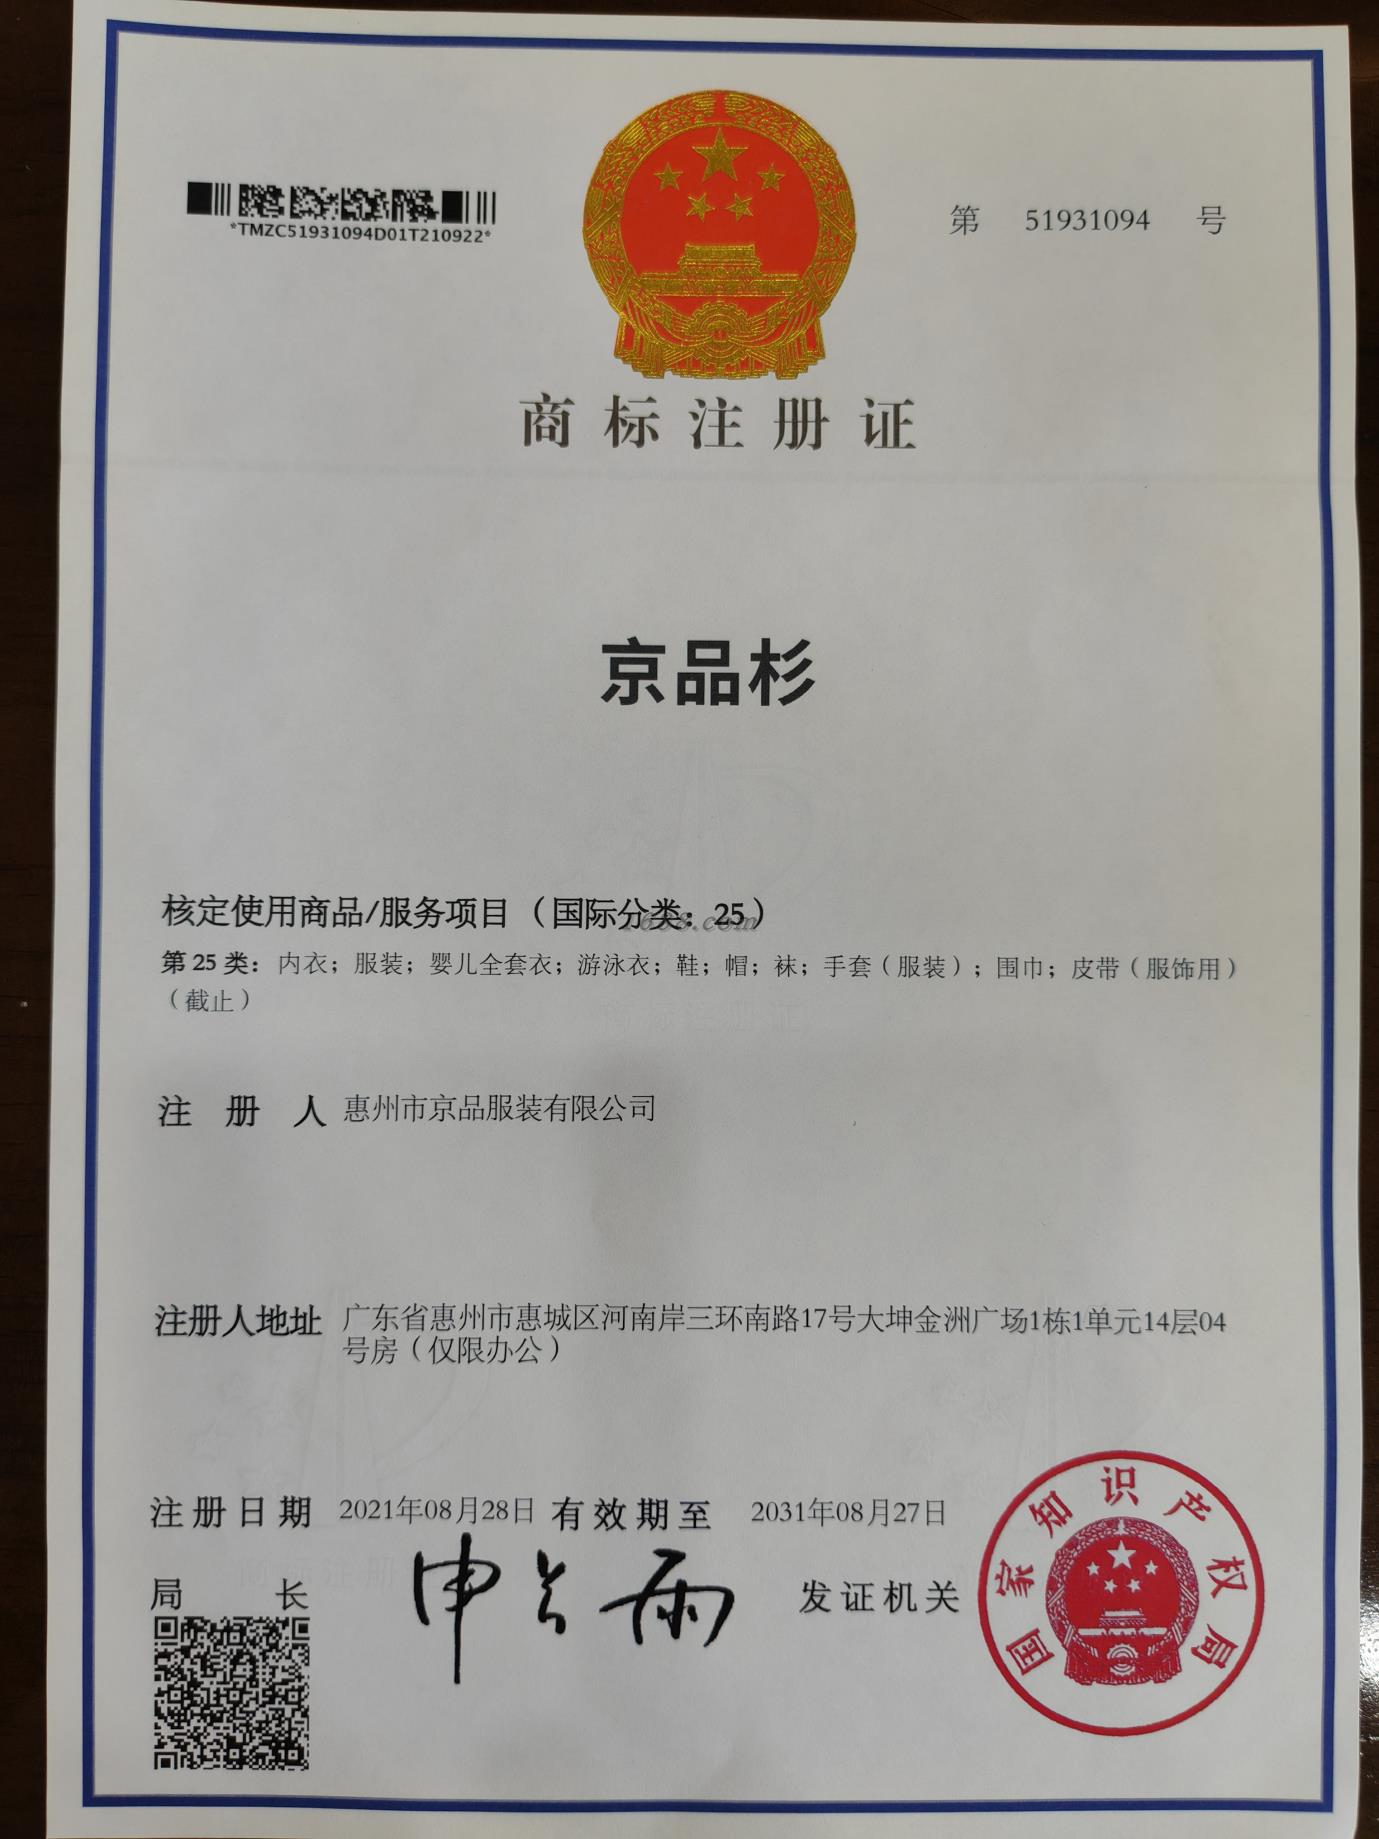 *TMZC51931094D01T210922*
第 51931094 号
商标注册证
京品杉
核定使用商品/服务项目（国际分类：25）
1688.com
第25类：内衣；服装；婴儿全套衣；游泳衣；鞋；帽；袜；手套（服装）；围巾；皮带（服饰用）
（截止）
注册人 惠州市京品服装有限公司
注册人地址 广东省惠州市惠城区河南岸三环南路17号大坤金洲广场1栋1单元14层04
号房（仅限办公）
注册日期 2021年08月28日 有效期至 2031年08月27日
局长 申长雨 发证机关
国家知识产权局